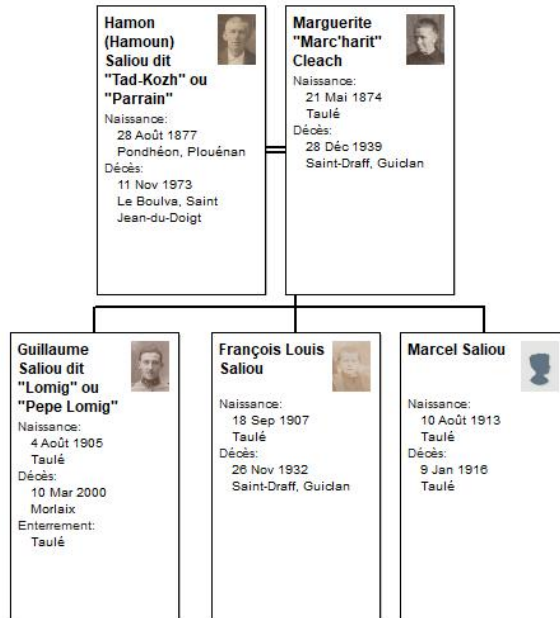 Hamon
(Hamoun)
Saliou dit
"Tad-Kozh" ou
"Parrain"
Naissance:
28 Août 1877
Pondhéon, Plouénan
Décès:
11 Nov 1973
Le Boulva, Saint
Jean-du-Doigt
Marguerite
"Marc'harit"
Cleach
Naissance:
21 Mai 1874
Taulé
Décès:
28 Déc 1939
Saint-Draff, Guiclan
Guillaume
Saliou dit
"Lomig" ou
"Pepe Lomig"
Naissance:
4 Août 1905
Taulé
Décès:
10 Mar 2000
Morlaix
Enterrement:
Taulé
François Louis
Saliou
Naissance:
18 Sep 1907
Taulé
Décès:
26 Nov 1932
Saint-Draff, Guiclan
Marcel Saliou
Naissance:
10 Août 1913
Taulé
Décès:
9 Jan 1916
Taulé